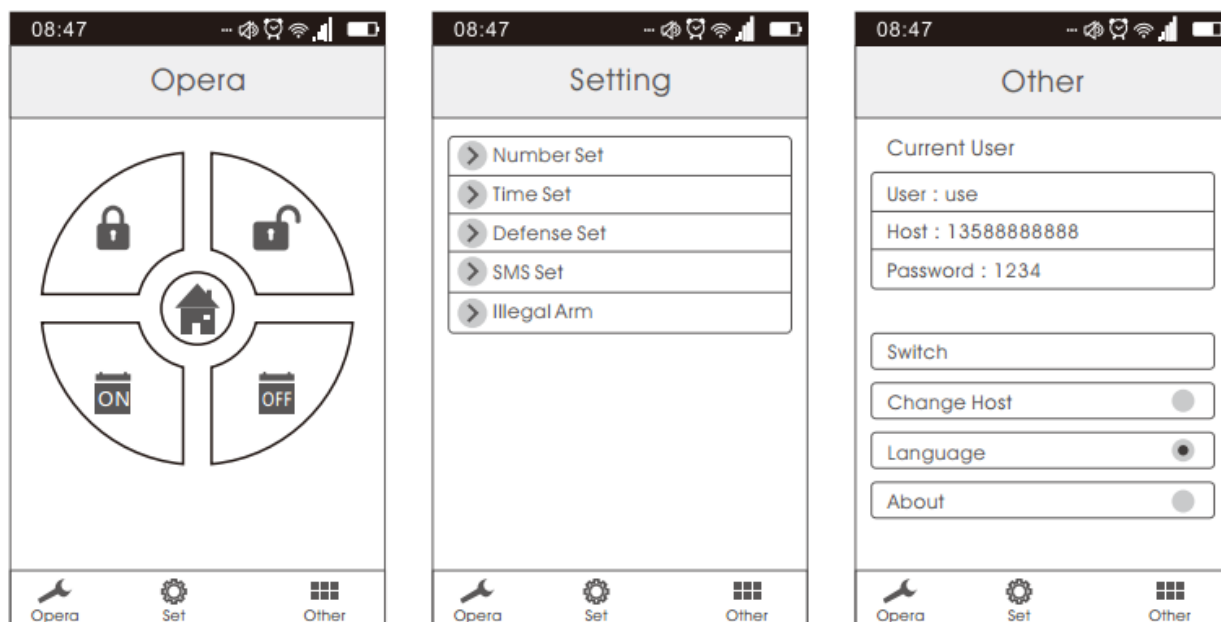 08:47
Opera
ON
OFF
Opera
Set
Other
08:47
Setting
Number Set
Time Set
Defense Set
SMS Set
Illegal Arm
Opera
Set
Other
08:47
Other
Current User
User : use
Host : 13588888888
Password : 1234
Switch
Change Host
Language
About
Opera
Set
Other